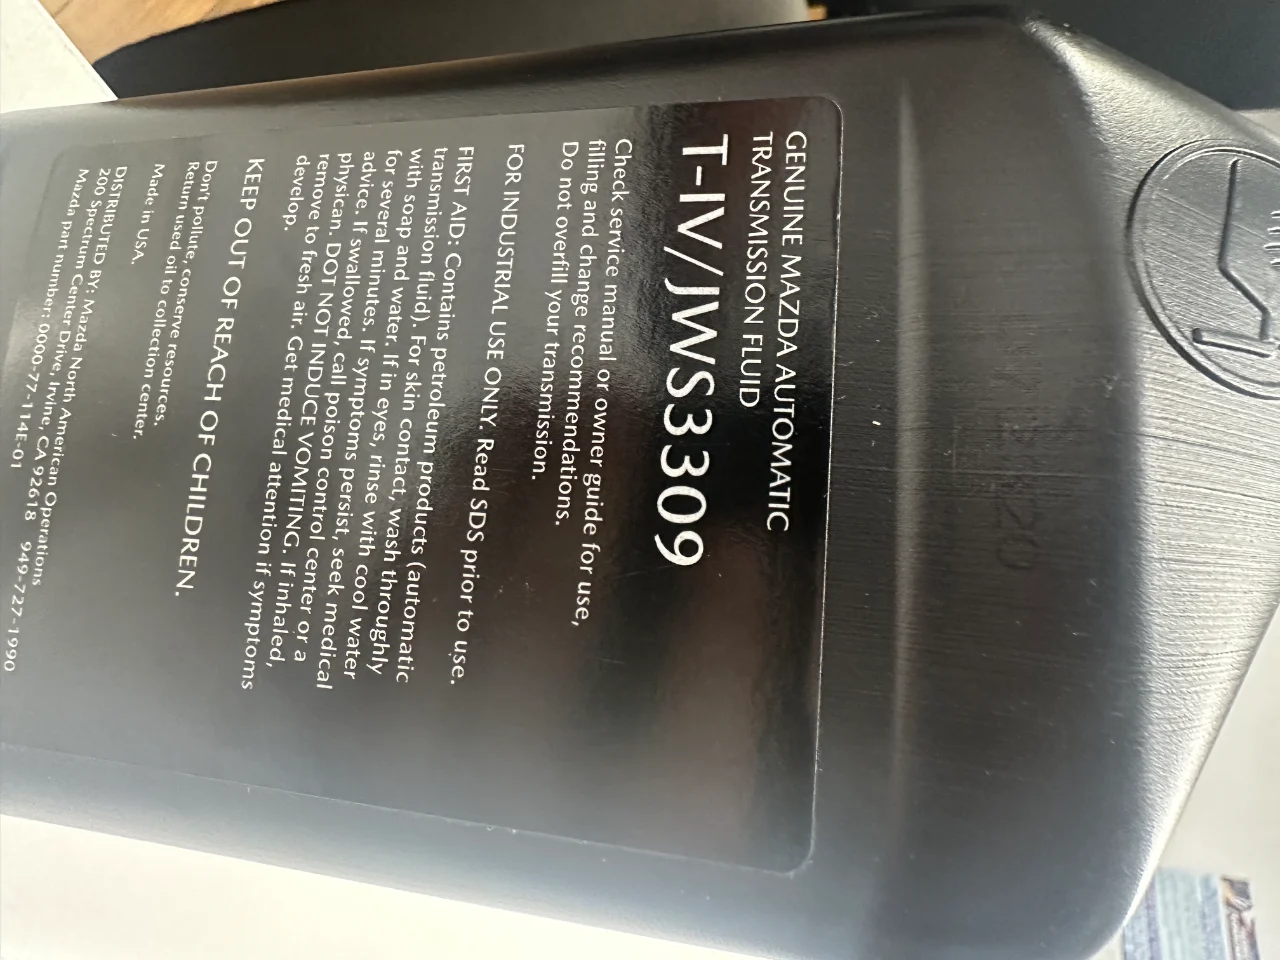 GENUINE MAZDA AUTOMATIC
TRANSMISSION FLUID
T-IV/JWS3309
Check service manual or owner guide for use,
filling and change recommendations.
Do not overfill your transmission.
FOR INDUSTRIAL USE ONLY. Read SDS prior to use.
FIRST AID: Contains petroleum products (automatic
transmission fluid). For skin contact, wash throughly
with soap and water. If in eyes, rinse with cool water
for several minutes. If symptoms persist, seek medical
advice. If swallowed, call poison control center or a
physican. DOT NOT INDUCE VOMITING. If inhaled,
remove to fresh air. Get medical attention if symptoms
develop.
KEEP OUT OF REACH OF CHILDREN.
Don't pollute, conserve resources.
Return used oil to collection center.
Made in USA.
DISTRIBUTED BY: Mazda North American Operations
200 Spectrum Center Drive, Irvine, CA 92618 949-727-1990
Mazda part number: 0000-77-114E-01